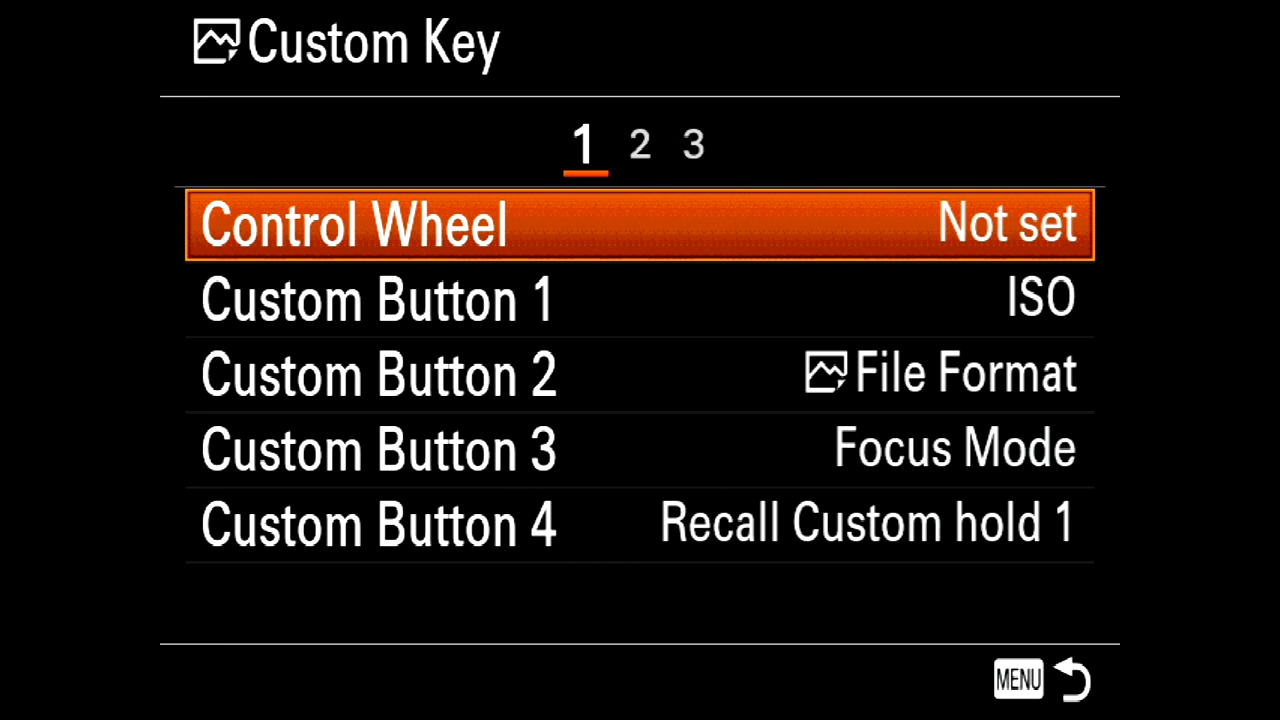 Custom Key
1 2 3
Control Wheel Not set
Custom Button 1 ISO
Custom Button 2 File Format
Custom Button 3 Focus Mode
Custom Button 4 Recall Custom hold 1
MENU